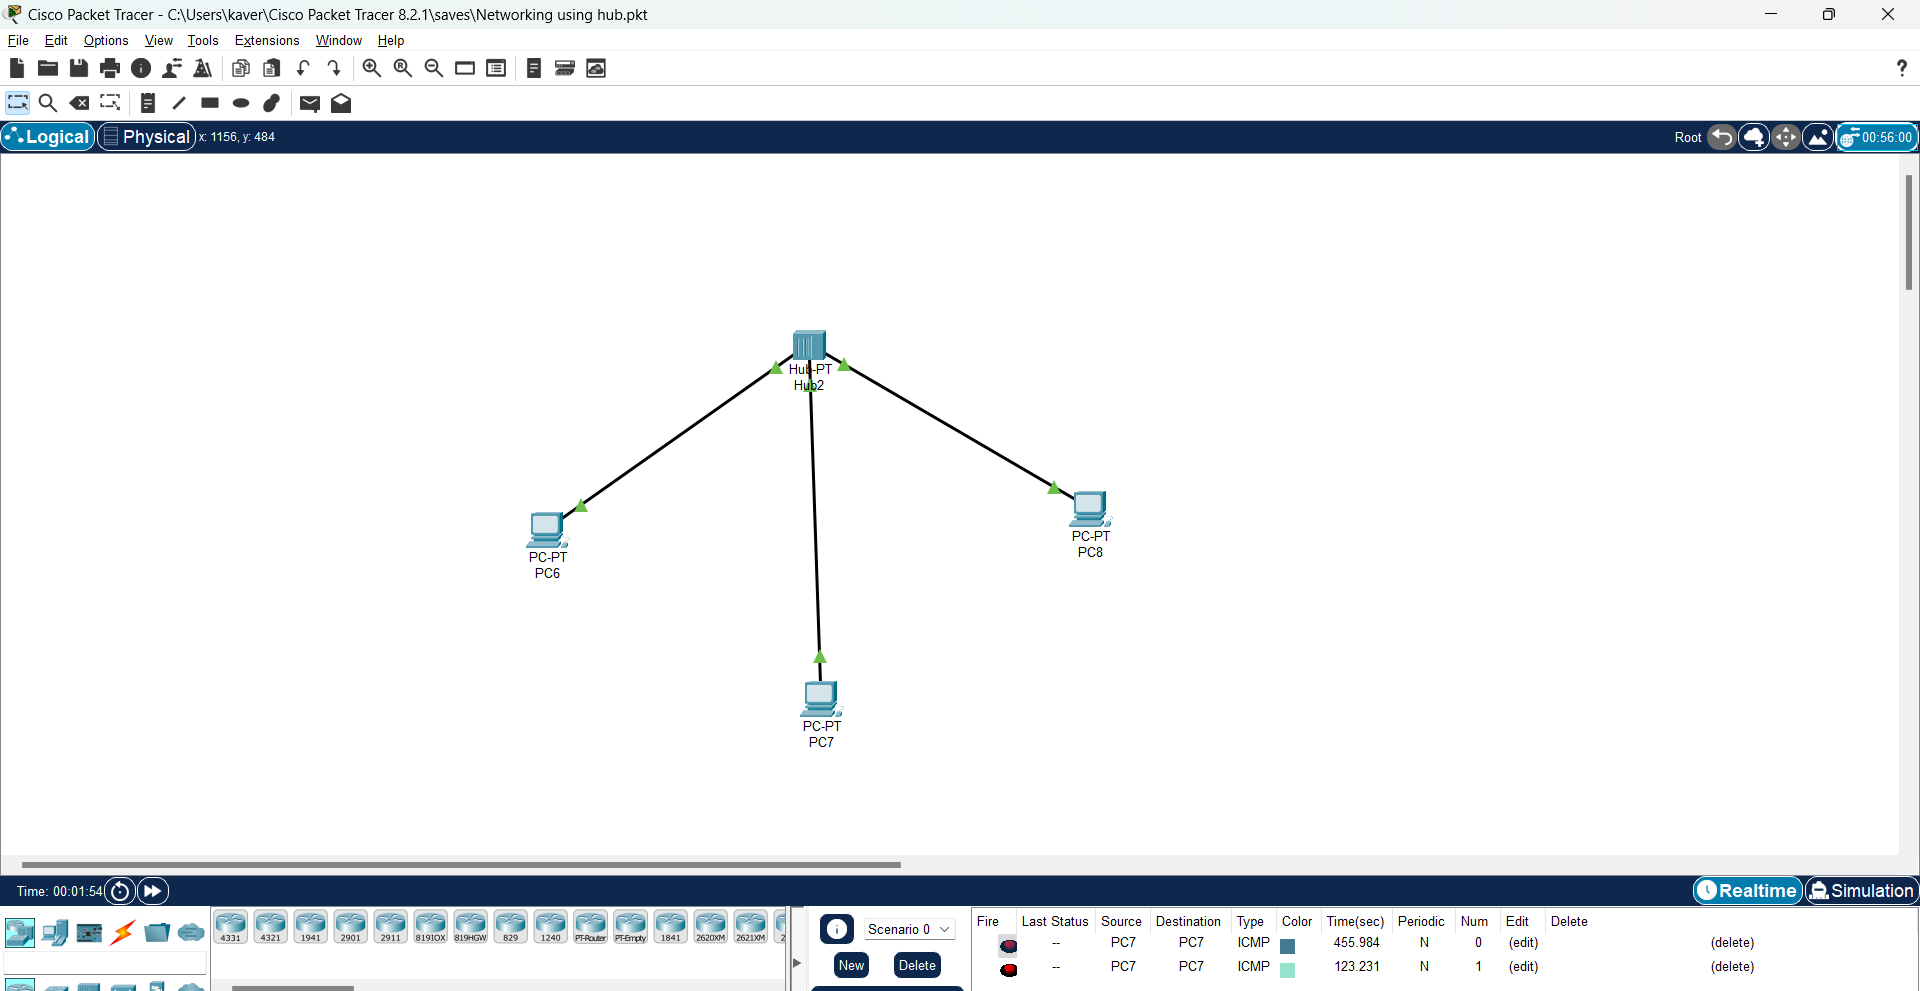 Cisco Packet Tracer - C:\Users\kaver\Cisco Packet Tracer 8.2.1\saves\Networking using hub.pkt
File Edit Options View Tools Extensions Window Help
?
Logical Physical x: 1156, y: 484 Root 00:56:00
Hub-PT
Hub2
PC-PT
PC8
PC-PT
PC6
PC-PT
PC7
Time: 00:01:54 Realtime Simulation
4331 4321 1941 2901 2911 819IOX 819HGW 829 1240 PT-Router PT-Empty 1841 2620XM 2621XM 2
Scenario 0
New Delete
Fire Last Status Source Destination Type Color Time(sec) Periodic Num Edit Delete
-- PC7 PC7 ICMP 455.984 N 0 (edit) (delete)
-- PC7 PC7 ICMP 123.231 N 1 (edit) (delete)